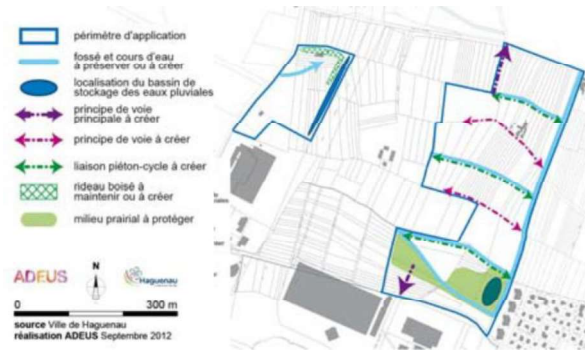 périmètre d'application
fossé et cours d'eau
à préserver ou à créer
localisation du bassin de
stockage des eaux pluviales
principe de voie
principale à créer
principe de voie à créer
liaison piéton-cycle à créer
rideau boisé à
maintenir ou à créer
milieu prairial à protéger
ADEUS
N
Haguenau
0 300 m
source Ville de Haguenau
réalisation ADEUS Septembre 2012